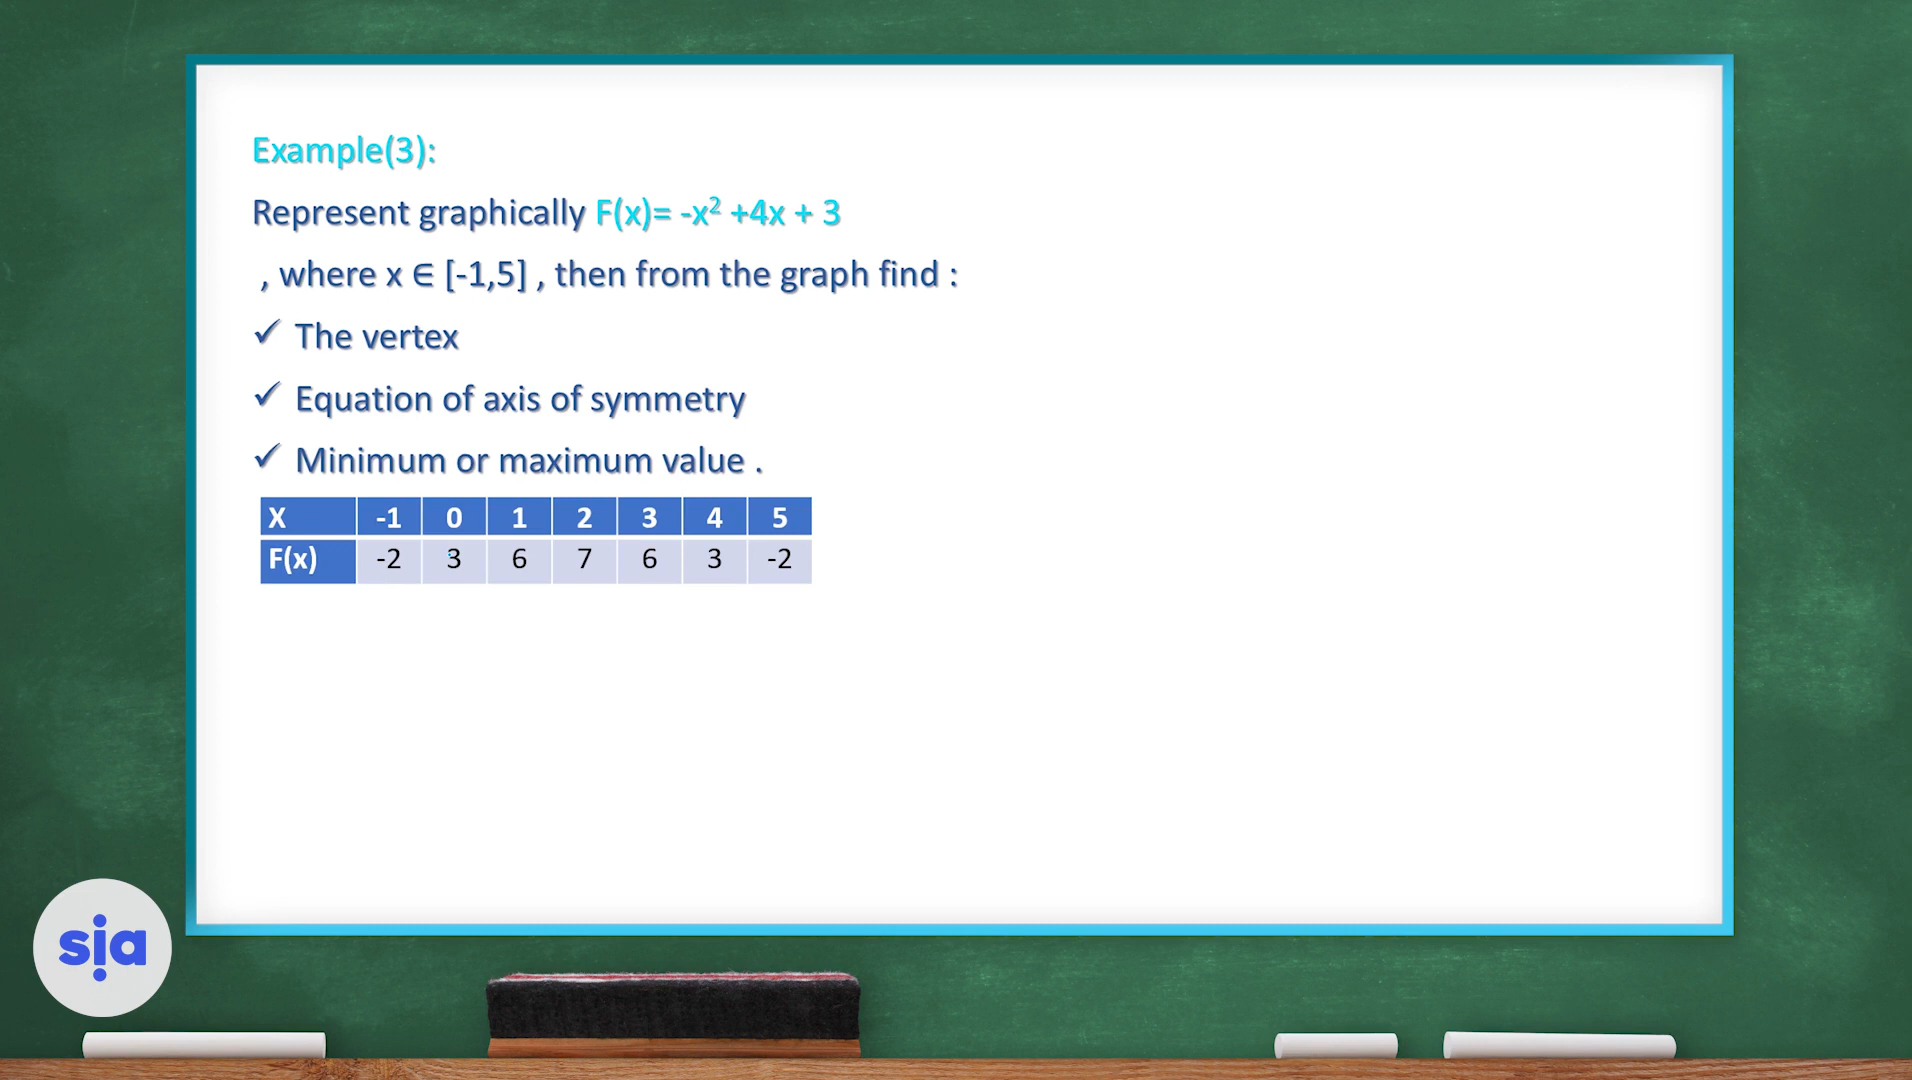 Example(3):
Represent graphically F(x)= -x² +4x + 3
, where x ∈ [-1,5] , then from the graph find :
✓ The vertex
✓ Equation of axis of symmetry
✓ Minimum or maximum value .
X -1 0 1 2 3 4 5
F(x) -2 3 6 7 6 3 -2
sia